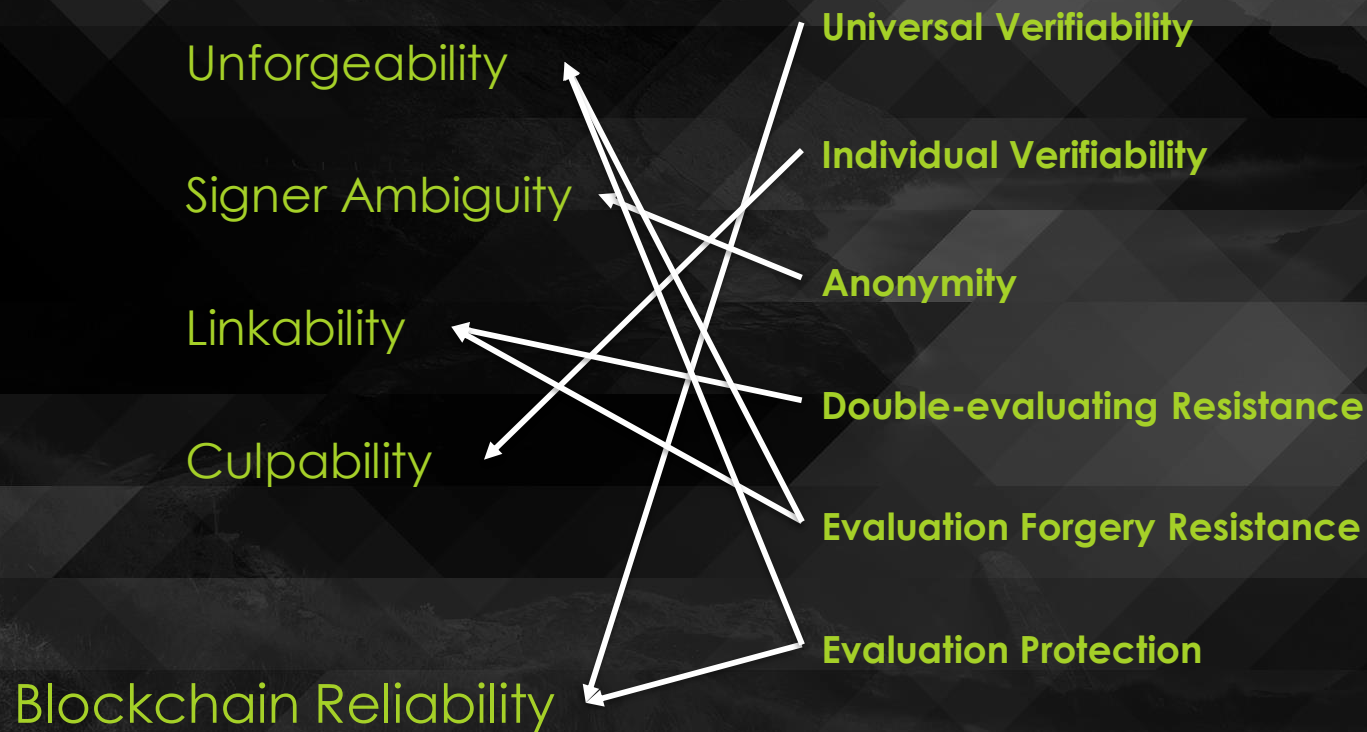 Unforgeability
Signer Ambiguity
Linkability
Culpability
Blockchain Reliability
Universal Verifiability
Individual Verifiability
Anonymity
Double-evaluating Resistance
Evaluation Forgery Resistance
Evaluation Protection